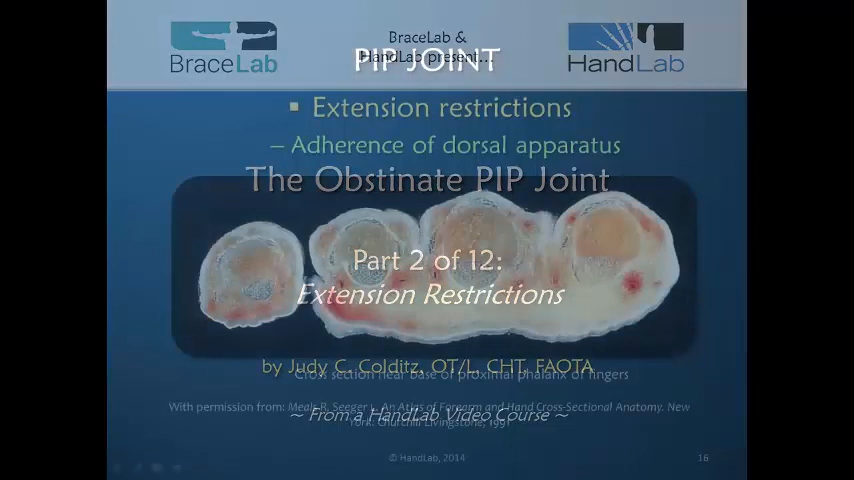 BraceLab
BraceLab &
HandLab present...
HandLab
PIP JOINT
▪ Extension restrictions
– Adherence of dorsal apparatus
The Obstinate PIP Joint
Part 2 of 12:
Extension Restrictions
by Judy C. Colditz, OT/L, CHT, FAOTA
Cross section near base of proximal phalanx of fingers
With permission from: Meals R, Seeger L. An Atlas of Forearm and Hand Cross-Sectional Anatomy. New
York: Churchill Livingstone; 1991
~ From a HandLab Video Course ~
© HandLab, 2014
16